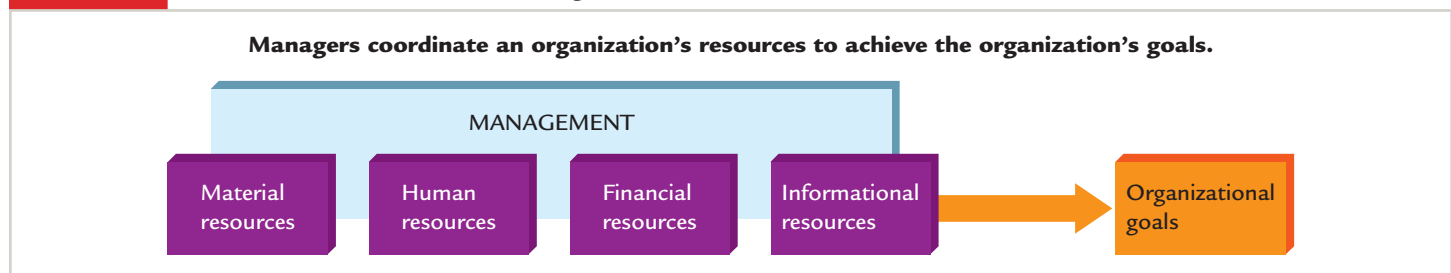 Managers coordinate an organization's resources to achieve the organization's goals.
MANAGEMENT
Material
resources
Human
resources
Financial
resources
Informational
resources
Organizational
goals